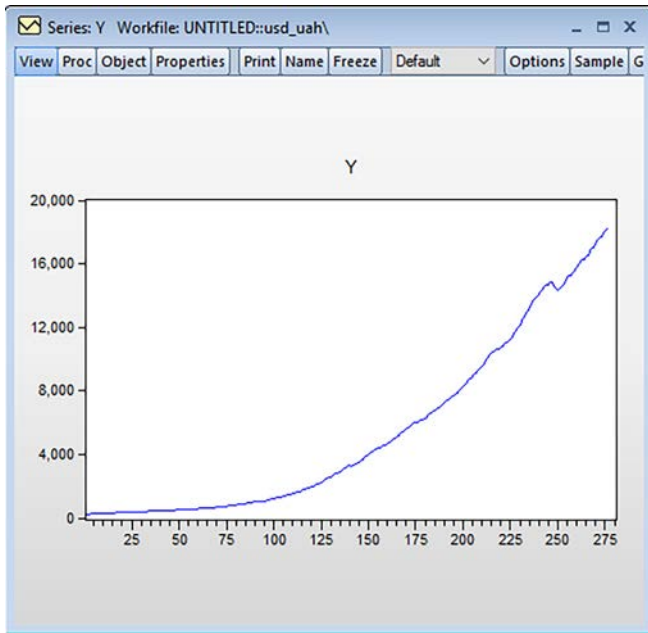 Series: Y Workfile: UNTITLED::usd_uah\
View Proc Object Properties Print Name Freeze Default Options Sample G
Y
20,000
16,000
12,000
8,000
4,000
0
25 50 75 100 125 150 175 200 225 250 275